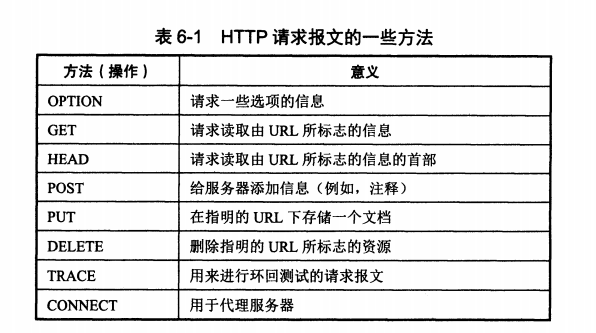 表 6-1 HTTP 请求报文的一些方法
方法（操作） 意义
OPTION 请求一些选项的信息
GET 请求读取由 URL 所标志的信息
HEAD 请求读取由 URL 所标志的信息的首部
POST 给服务器添加信息（例如，注释）
PUT 在指明的 URL 下存储一个文档
DELETE 删除指明的 URL 所标志的资源
TRACE 用来进行环回测试的请求报文
CONNECT 用于代理服务器